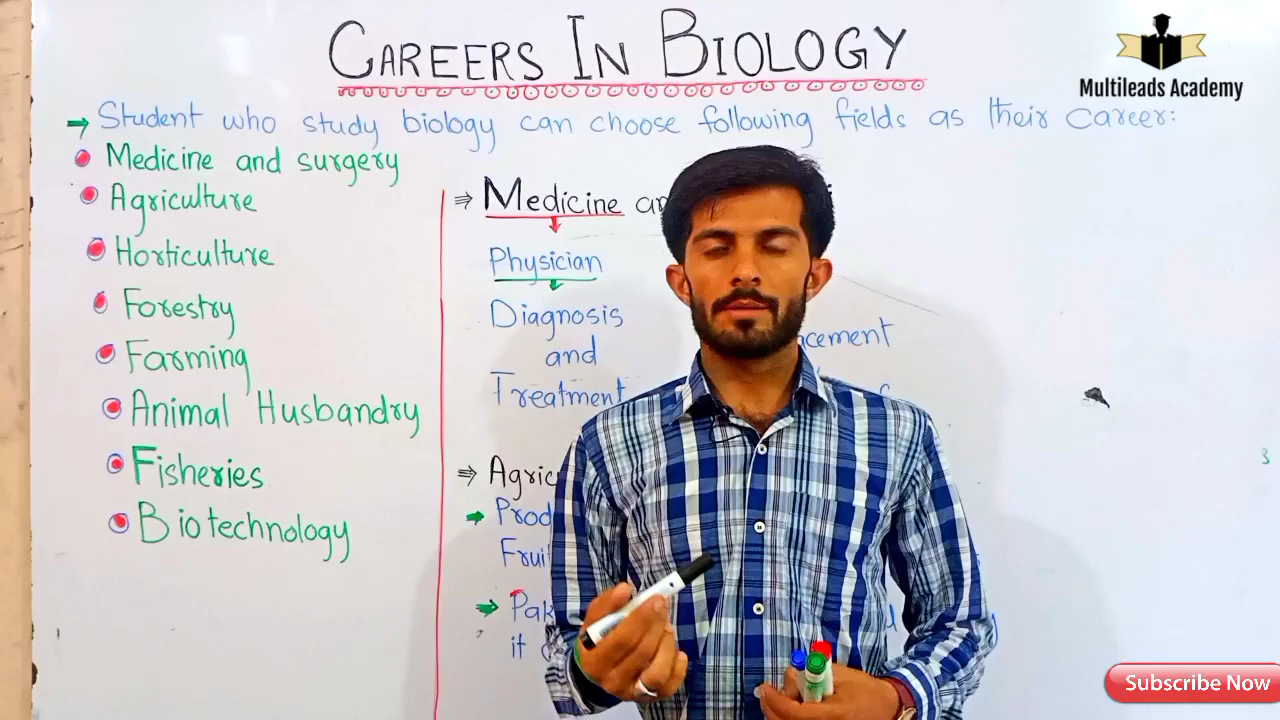 CAREERS IN BIOLOGY
Multileads Academy
Student who study biology can choose following fields as their career:
Medicine and surgery
Agriculture
Horticulture
Forestry
Farming
Animal Husbandry
Fisheries
Biotechnology
Medicine
Physician
Diagnosis
and
Treatment
it
Subscribe Now